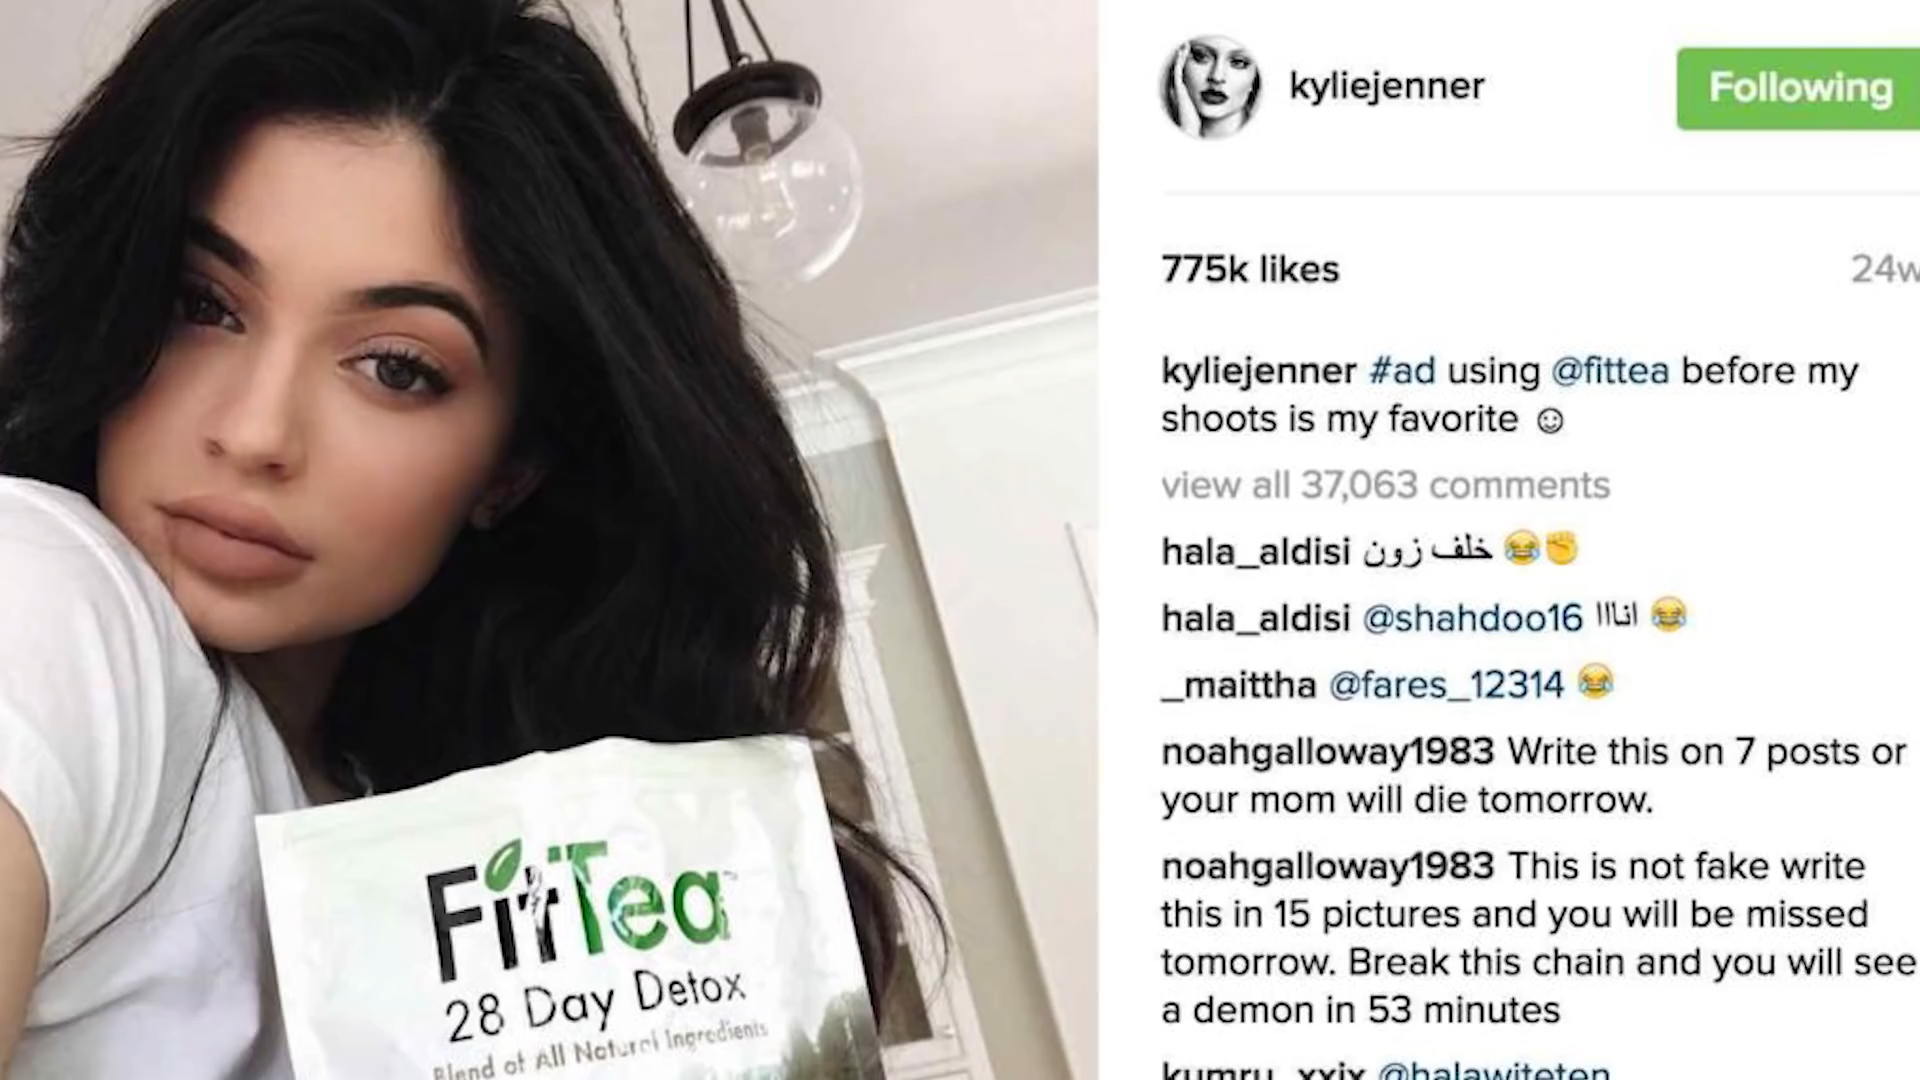 kyliejenner
Following
775k likes
24w
kyliejenner #ad using @fittea before my
shoots is my favorite ☺
view all 37,063 comments
hala_aldisi خلف زون 😂✊
hala_aldisi @shahdoo16 اناااا 😂
_maittha @fares_12314 😂
noahgalloway1983 Write this on 7 posts or
your mom will die tomorrow.
noahgalloway1983 This is not fake write
this in 15 pictures and you will be missed
tomorrow. Break this chain and you will see
a demon in 53 minutes
kumru_xxix @halawiteten
FitTea
28 Day Detox
Blend of All Natural Ingredients